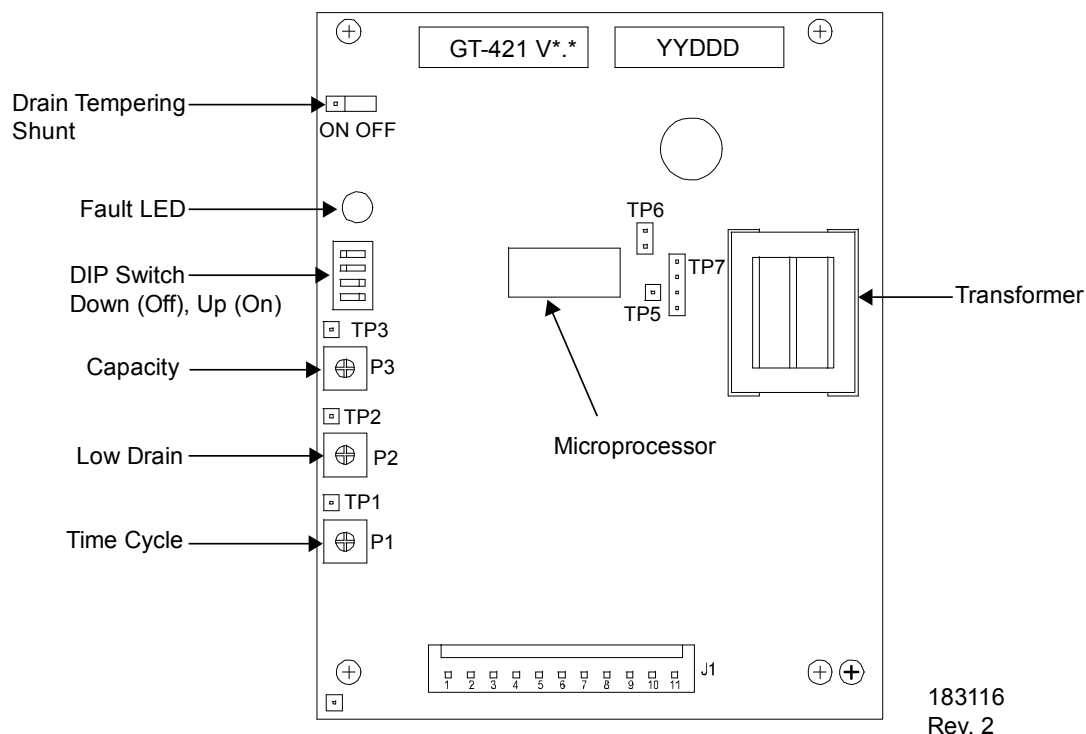 GT-421 V*.*
YYDDD
Drain Tempering
Shunt
ON OFF
Fault LED
TP6
DIP Switch
Down (Off), Up (On)
TP7
TP5
Transformer
TP3
Capacity
P3
TP2
Microprocessor
Low Drain
P2
TP1
Time Cycle
P1
J1
1 2 3 4 5 6 7 8 9 10 11
183116
Rev. 2